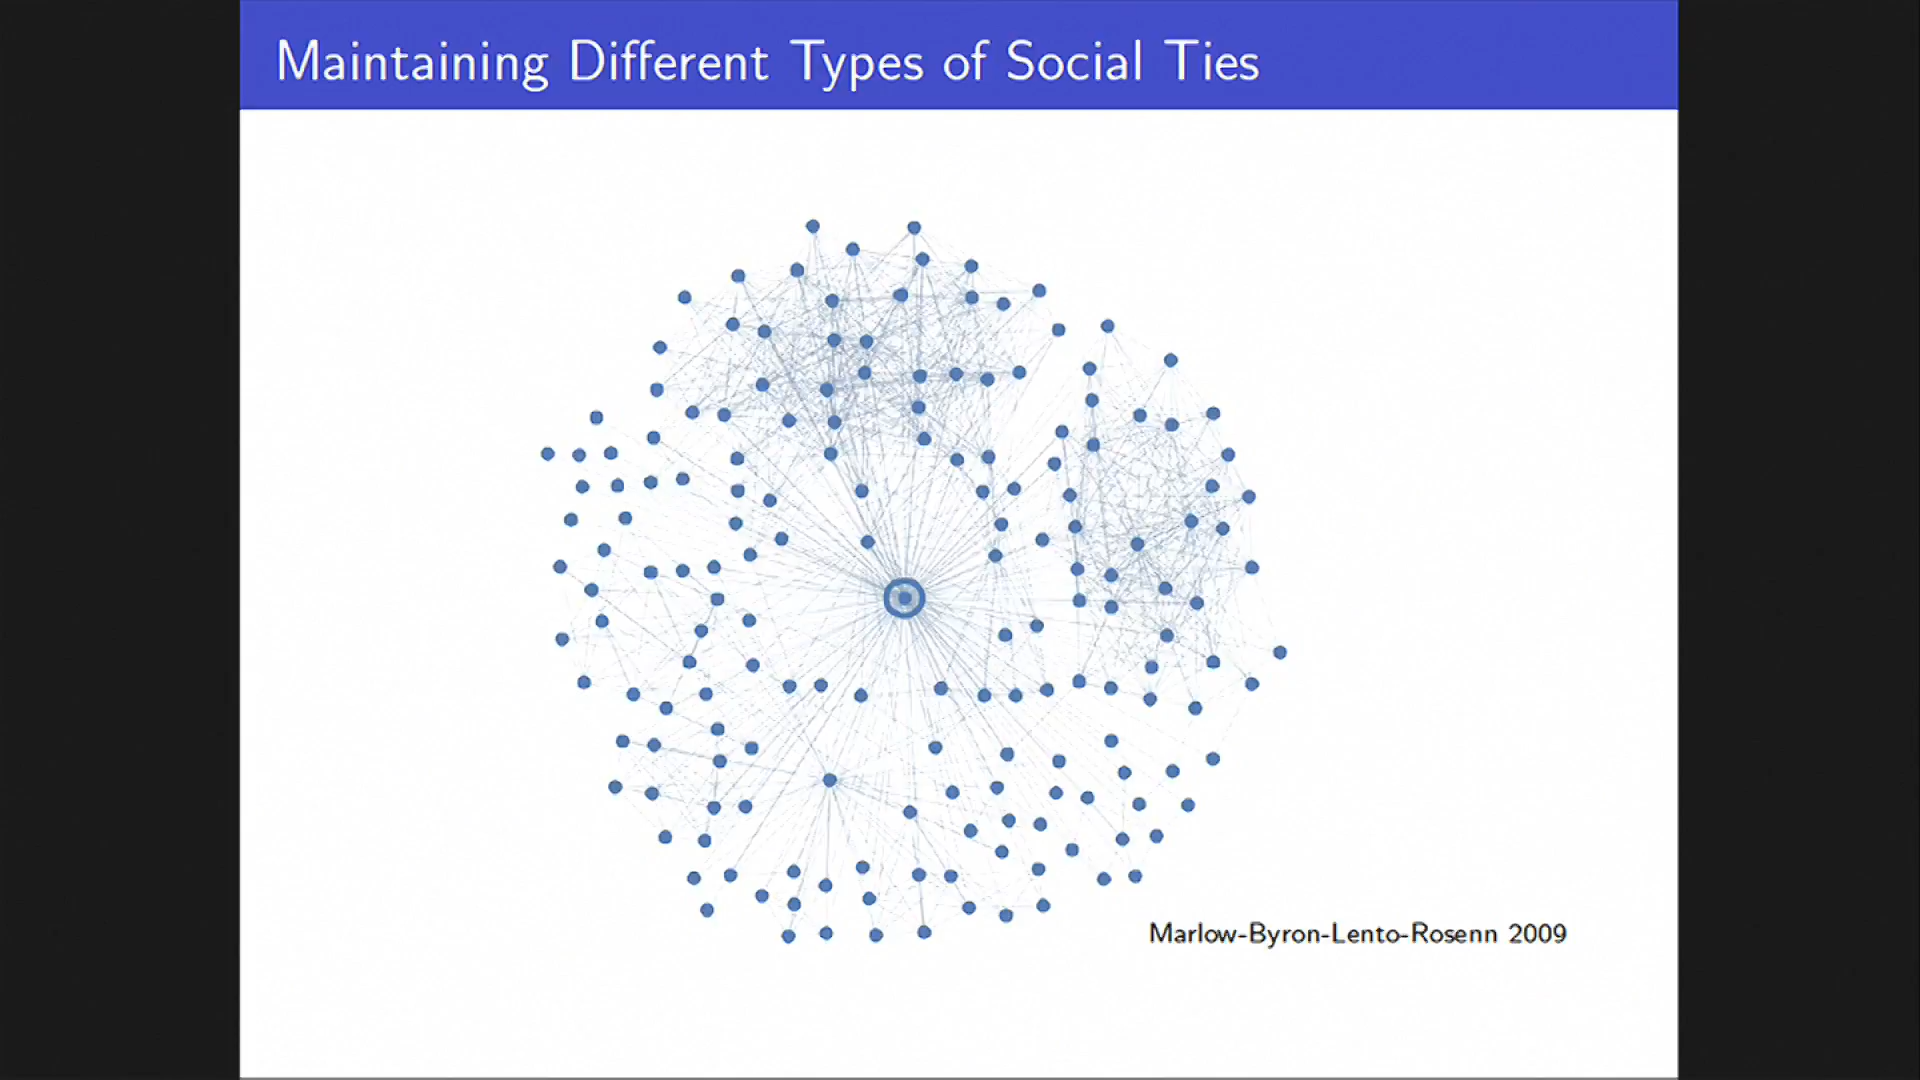 Maintaining Different Types of Social Ties
Marlow-Byron-Lento-Rosenn 2009